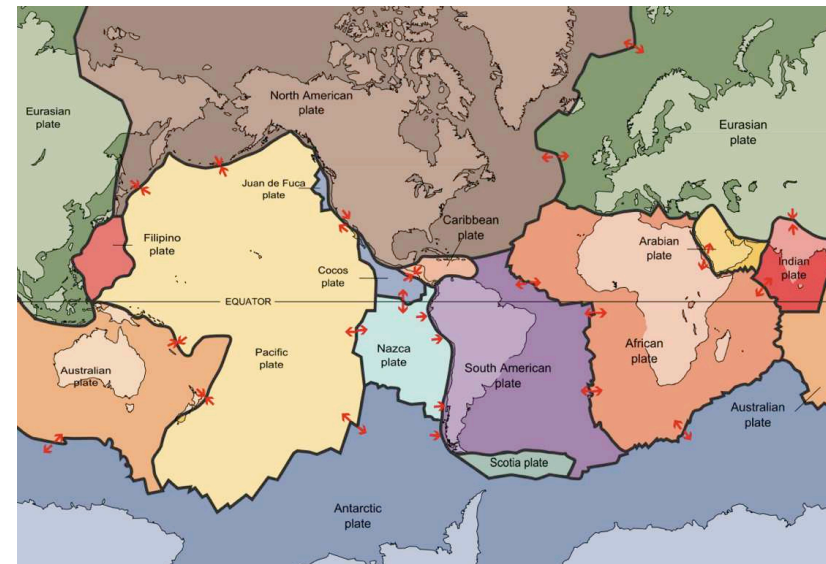 North American
plate
Eurasian
plate
Eurasian
plate
Juan de Fuca
plate
Caribbean
plate
Filipino
plate
Arabian
plate
Indian
plate
Cocos
plate
EQUATOR
Pacific
plate
Nazca
plate
South American
plate
African
plate
Australian
plate
Australian
plate
Scotia plate
Antarctic
plate